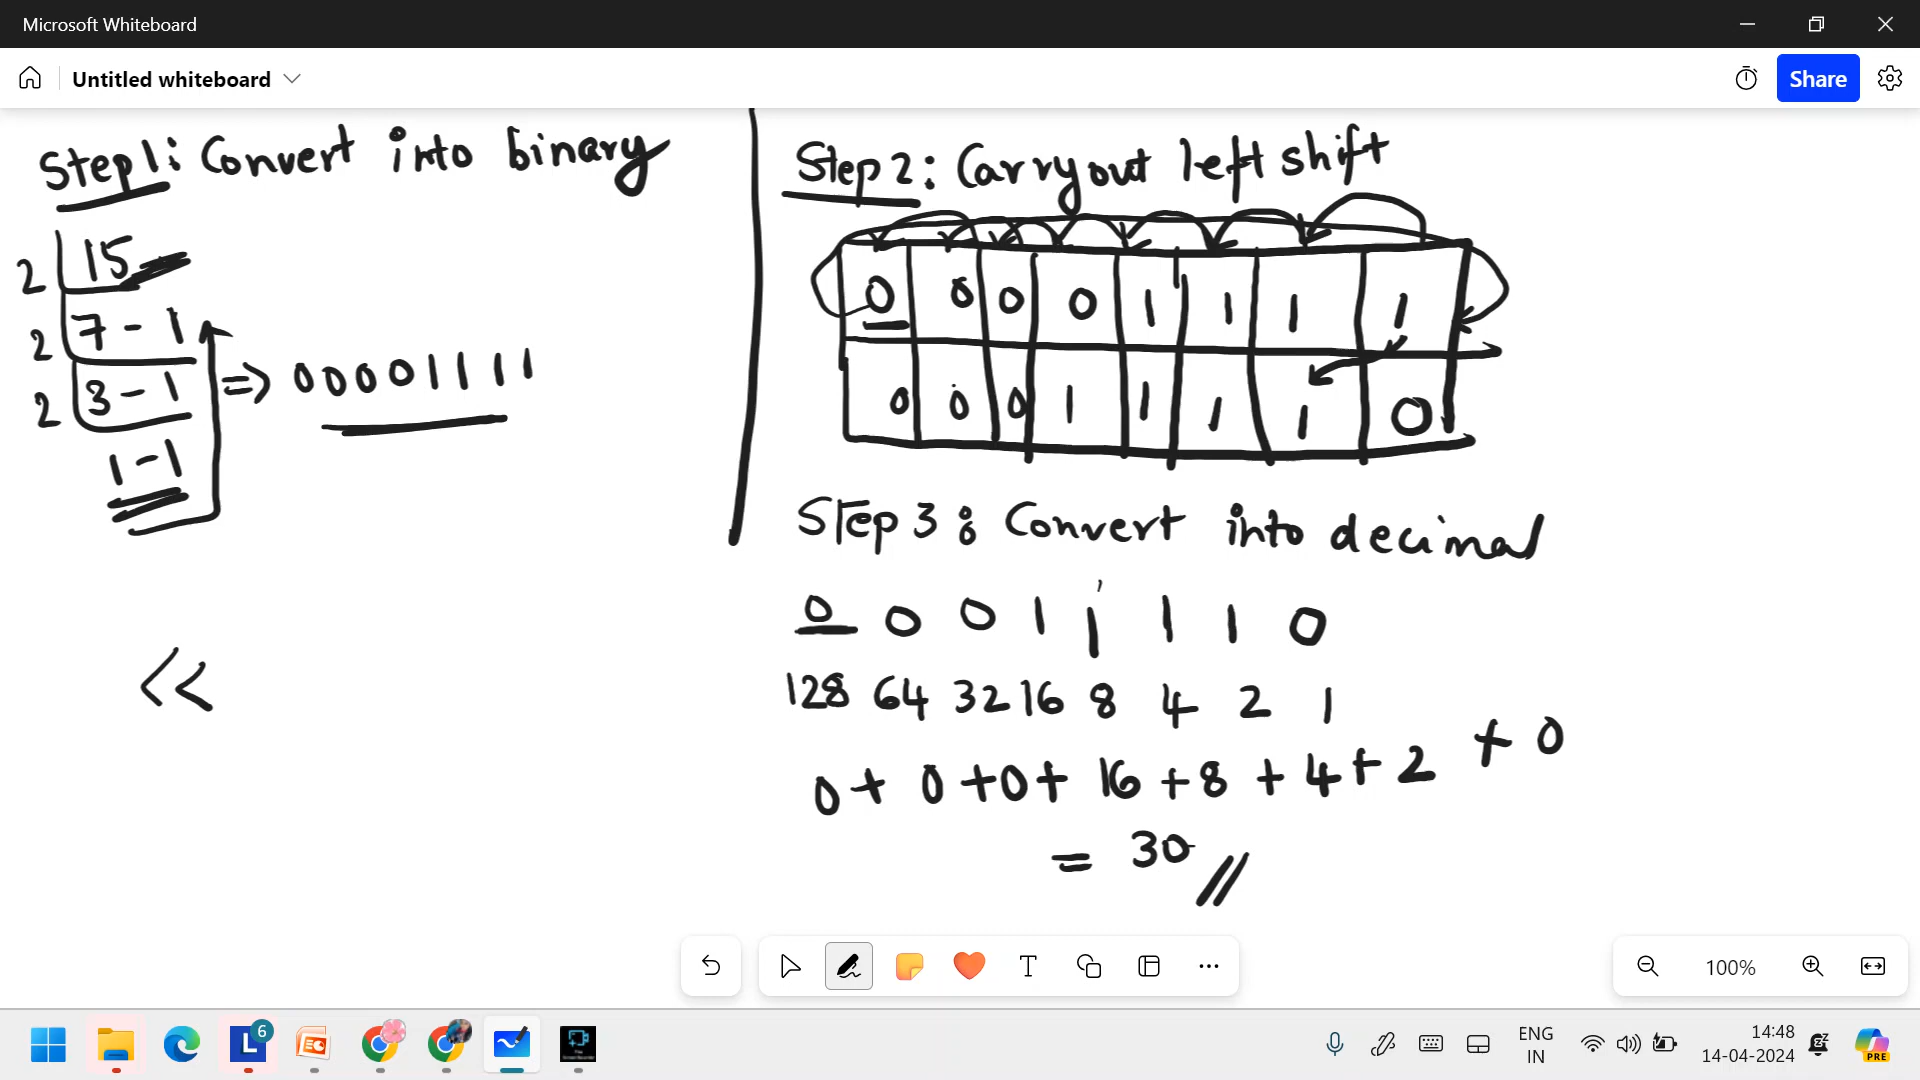 Microsoft Whiteboard
Untitled whiteboard
Share
Step1: Convert into binary
2 15
2 7 - 1
2 3 - 1
1 - 1
=> 00001111
<<
Step 2: Carryout left shift
0 0 0 0 1 1 1 1
0 0 0 1 1 1 1 0
Step 3: Convert into decimal
0 0 0 1 1 1 1 0
128 64 32 16 8 4 2 1
0 + 0 + 0 + 16 + 8 + 4 + 2 + 0
= 30 //
T
100%
L 6
ENG
IN
14:48
14-04-2024
PRE